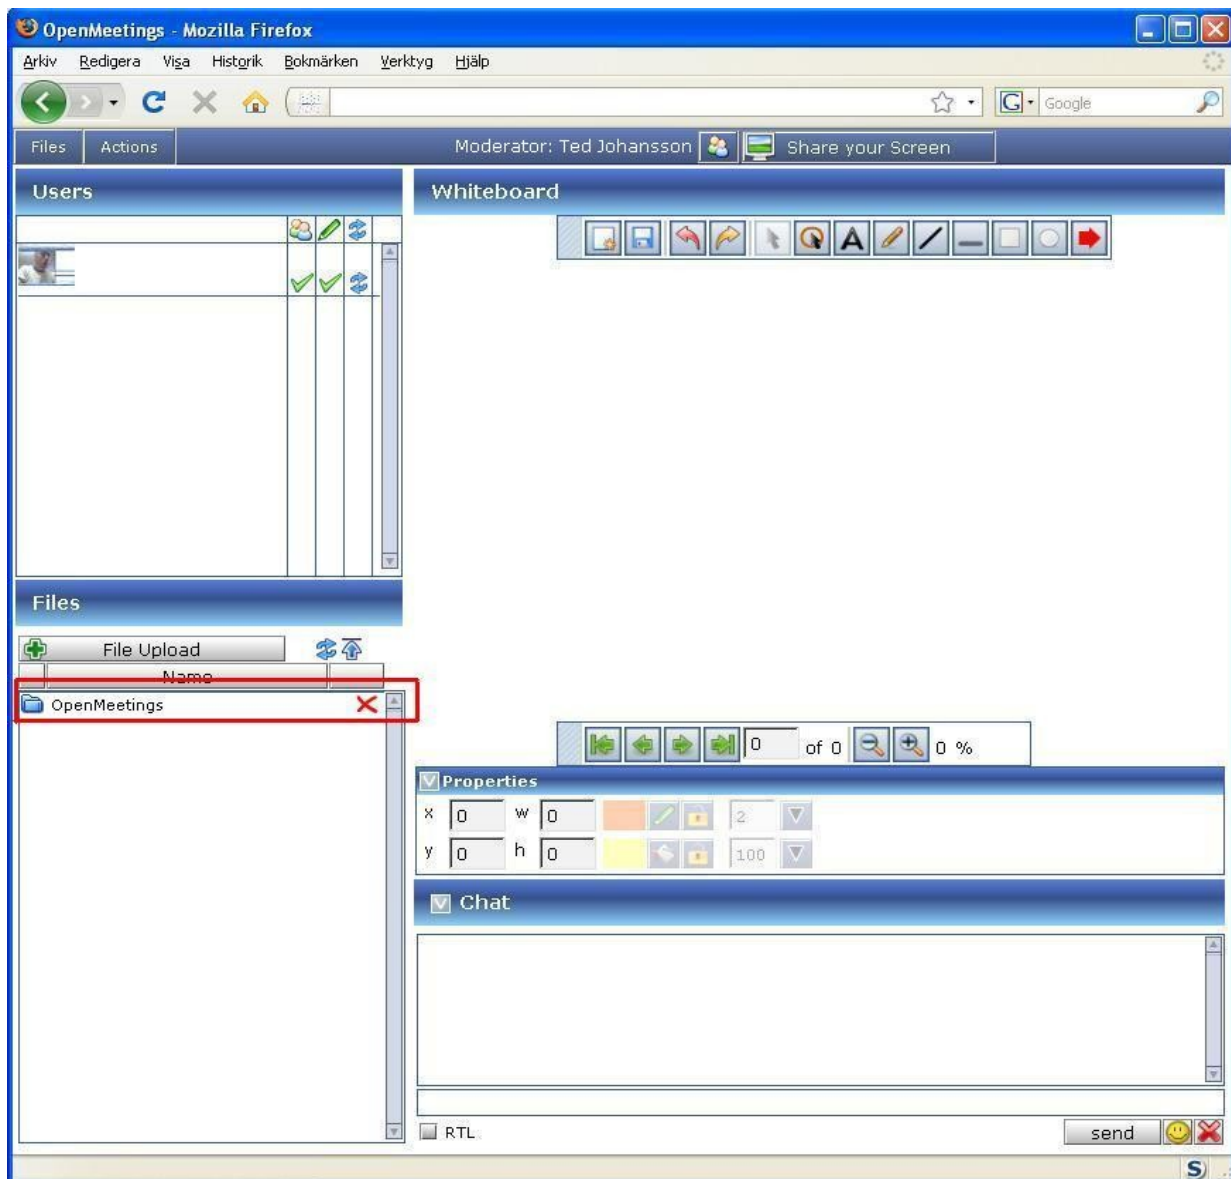 OpenMeetings - Mozilla Firefox
Arkiv Redigera Visa Historik Bokmärken Verktyg Hjälp
G Google
Files Actions Moderator: Ted Johansson Share your Screen
Users
Whiteboard
A
Files
File Upload
Name
OpenMeetings
0 of 0 0 %
Properties
x 0 w 0 2
y 0 h 0 100
Chat
RTL send
S